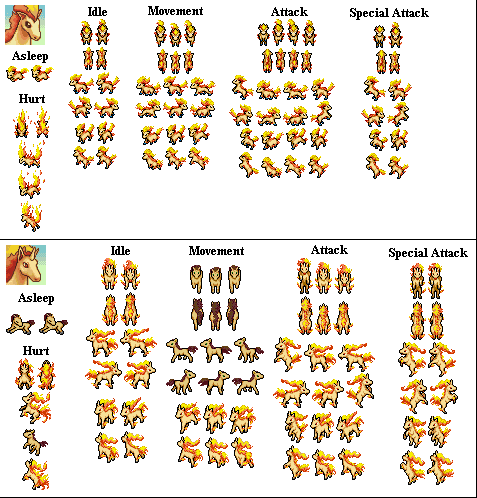 Idle
Movement
Attack
Special Attack
Asleep
Hurt
Idle
Movement
Attack
Special Attack
Asleep
Hurt